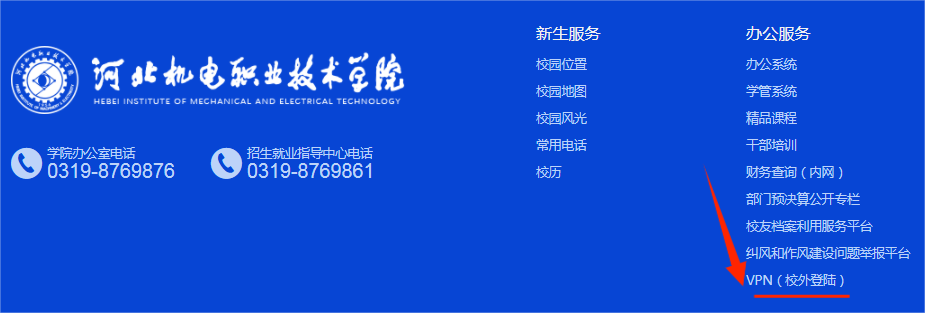 河北机电职业技术学院
HEBEI INSTITUTE OF MECHANICAL AND ELECTRICAL TECHNOLOGY
学院办公室电话
0319-8769876
招生就业指导中心电话
0319-8769861
新生服务
校园位置
校园地图
校园风光
常用电话
校历
办公服务
办公系统
学管系统
精品课程
干部培训
财务查询（内网）
部门预决算公开专栏
校友档案利用服务平台
纠风和作风建设问题举报平台
VPN（校外登陆）